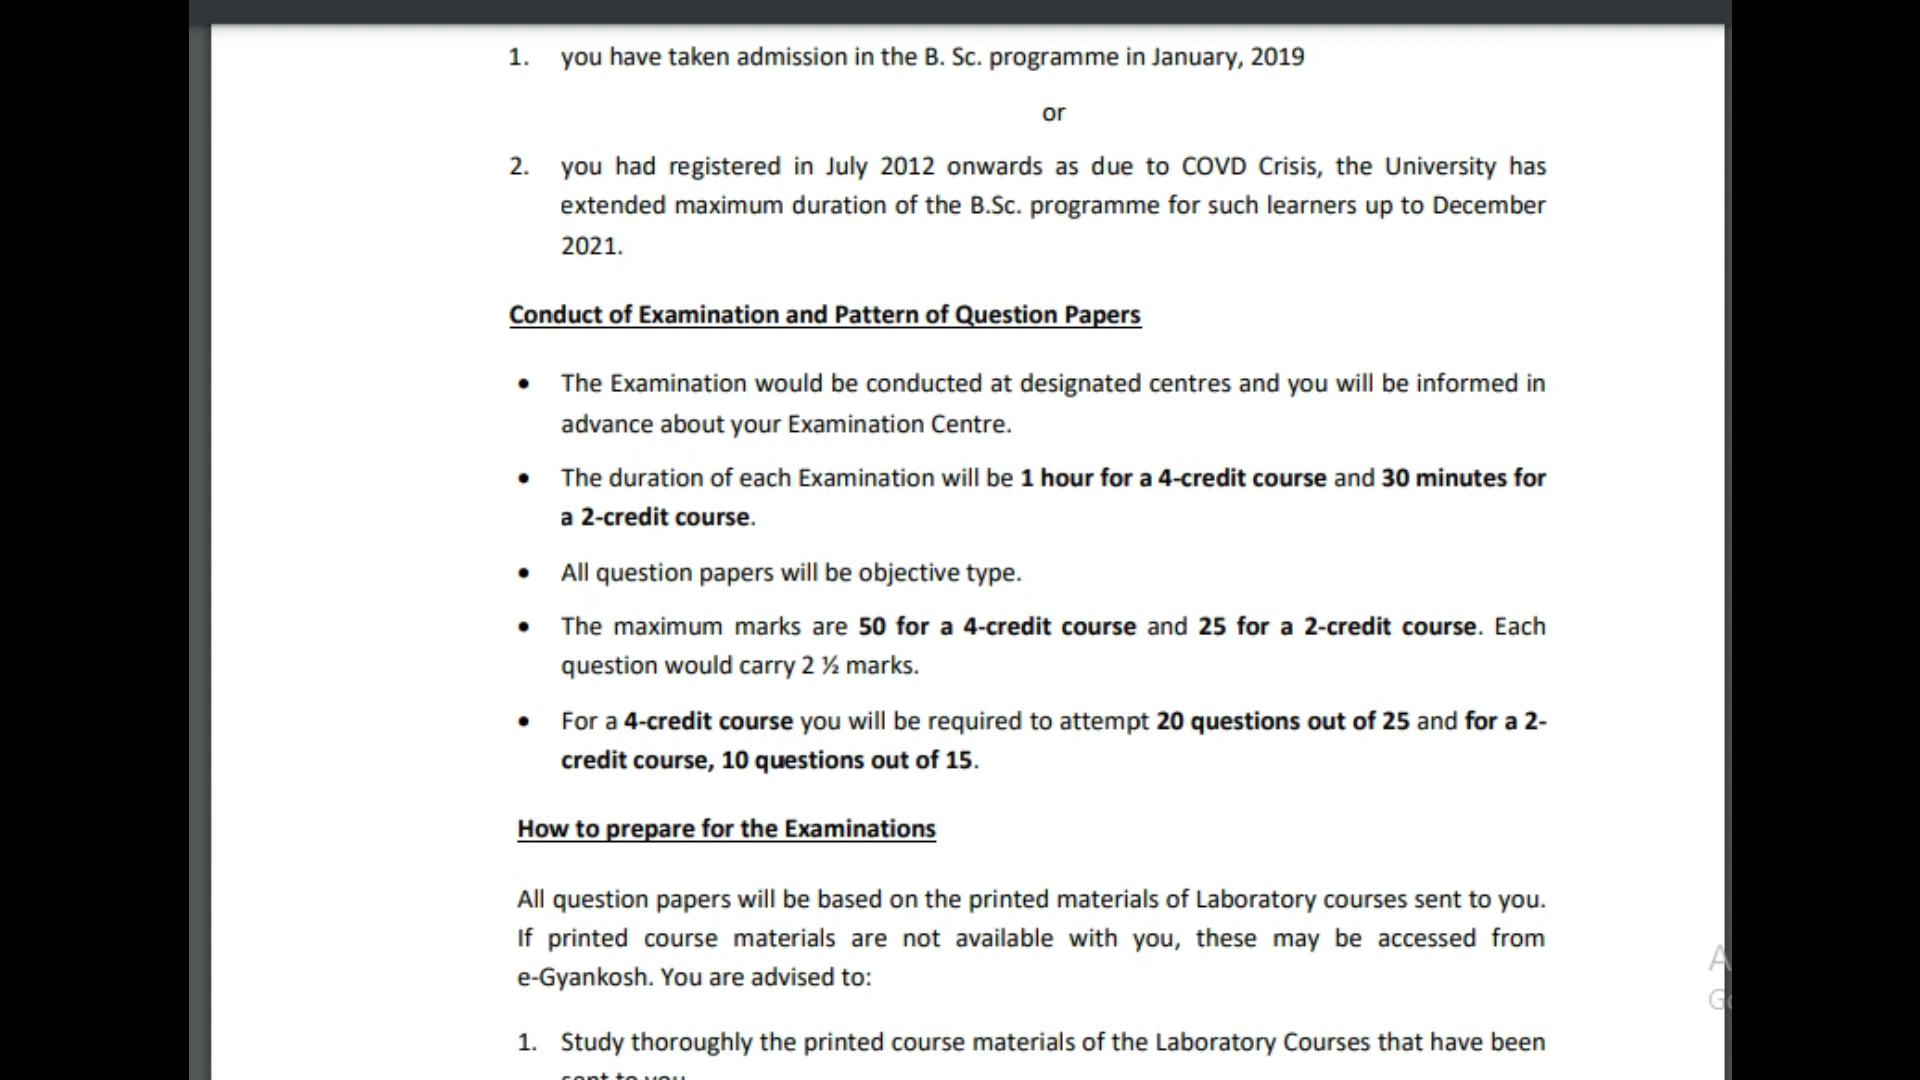 1. you have taken admission in the B. Sc. programme in January, 2019
or
2. you had registered in July 2012 onwards as due to COVD Crisis, the University has
extended maximum duration of the B.Sc. programme for such learners up to December
2021.
Conduct of Examination and Pattern of Question Papers
• The Examination would be conducted at designated centres and you will be informed in
advance about your Examination Centre.
• The duration of each Examination will be 1 hour for a 4-credit course and 30 minutes for
a 2-credit course.
• All question papers will be objective type.
• The maximum marks are 50 for a 4-credit course and 25 for a 2-credit course. Each
question would carry 2 ½ marks.
• For a 4-credit course you will be required to attempt 20 questions out of 25 and for a 2-
credit course, 10 questions out of 15.
How to prepare for the Examinations
All question papers will be based on the printed materials of Laboratory courses sent to you.
If printed course materials are not available with you, these may be accessed from
e-Gyankosh. You are advised to:
1. Study thoroughly the printed course materials of the Laboratory Courses that have been
sent to you